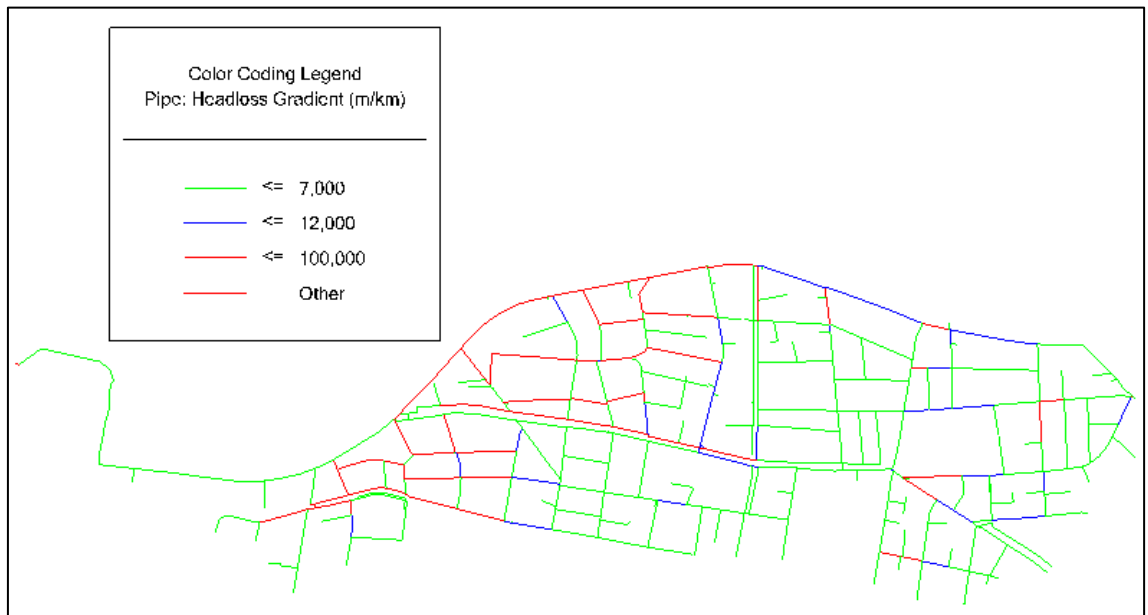 Color Coding Legend
Pipe: Headloss Gradient (m/km)
<= 7,000
<= 12,000
<= 100,000
Other